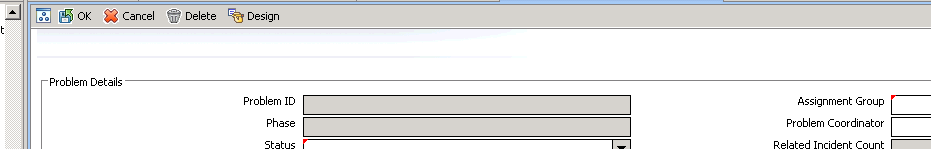 OK Cancel Delete Design
t
Problem Details
Problem ID Assignment Group
Phase Problem Coordinator
Status Related Incident Count